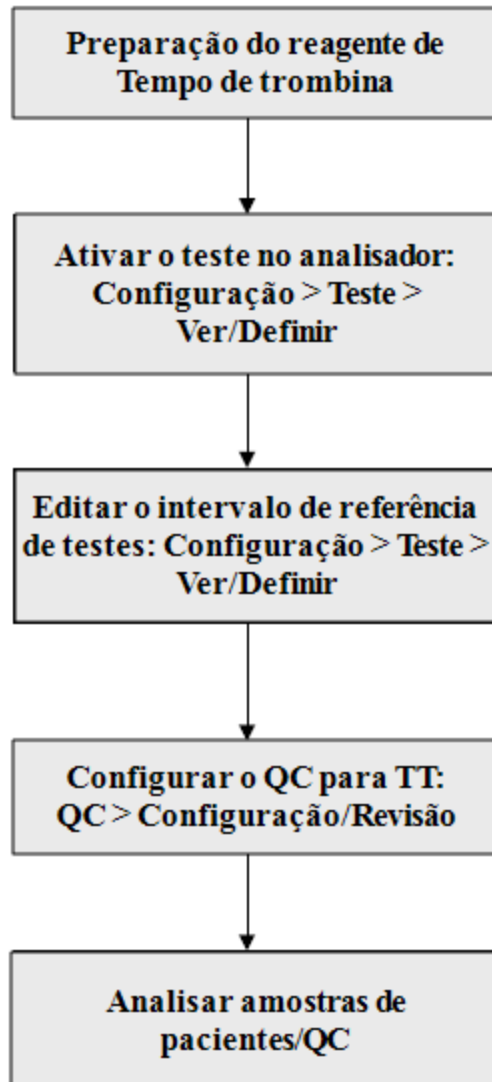 Preparação do reagente de
Tempo de trombina
Ativar o teste no analisador:
Configuração > Teste >
Ver/Definir
Editar o intervalo de referência
de testes: Configuração > Teste >
Ver/Definir
Configurar o QC para TT:
QC > Configuração/Revisão
Analisar amostras de
pacientes/QC